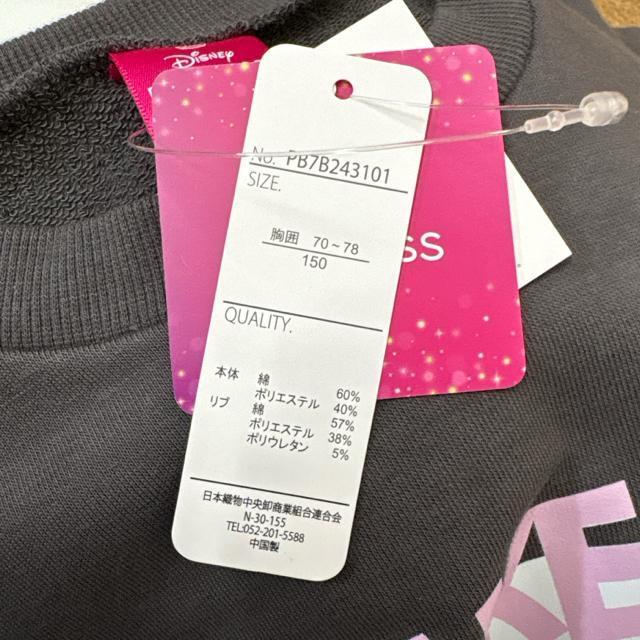 Disney
No. PB7B243101
SIZE.
胸囲 70~78
150
SS
QUALITY.
本体 綿 60%
ポリエステル 40%
リブ 綿 57%
ポリエステル 38%
ポリウレタン 5%
日本織物中央卸商業組合連合会
N-30-155
TEL:052-201-5588
中国製